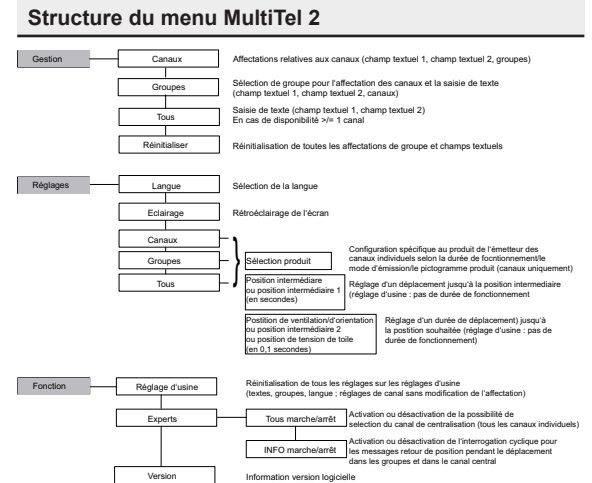 Structure du menu MultiTel 2
Gestion
Canaux
Affectations relatives aux canaux (champ textuel 1, champ textuel 2, groupes)
Groupes
Sélection de groupe pour l'affectation des canaux et la saisie de texte
(champ textuel 1, champ textuel 2, canaux)
Tous
Saisie de texte (champ textuel 1, champ textuel 2)
En cas de disponibilité >/= 1 canal
Réinitialiser
Réinitialisation de toutes les affectations de groupe et champs textuels
Réglages
Langue
Sélection de la langue
Eclairage
Rétroéclairage de l'écran
Canaux
Groupes
Tous
}
Sélection produit
Configuration spécifique au produit de l'émetteur des
canaux individuels selon la durée de focntionnement/le
mode d'émission/le pictogramme produit (canaux uniquement)
Position intermédiare
ou position intermédiaire 1
(en secondes)
Réglage d'un déplacement jusqu'à la position intermediaire
(réglage d'usine : pas de durée de fonctionnement
Postition de ventilation/d'orientation
ou position intermédiaire 2
ou position de tension de toile
(en 0,1 secondes)
Réglage d'un durée de déplacement) jusqu'à
la postition souhaitée (réglage d'usine : pas de
durée de fonctionnement)
Fonction
Réglage d'usine
Réinitialisation de tous les réglages sur les réglages d'usine
(textes, groupes, langue ; réglages de canal sans modification de l'affectation)
Experts
Tous marche/arrêt
Activation ou désactivation de la possibilité de
selection du canal de centralisation (tous les canaux individuels)
INFO marche/arrêt
Activation ou désactivation de l'interrogation cyclique pour
les messages retour de position pendant le déplacement
dans les groupes et dans le canal central
Version
Information version logicielle